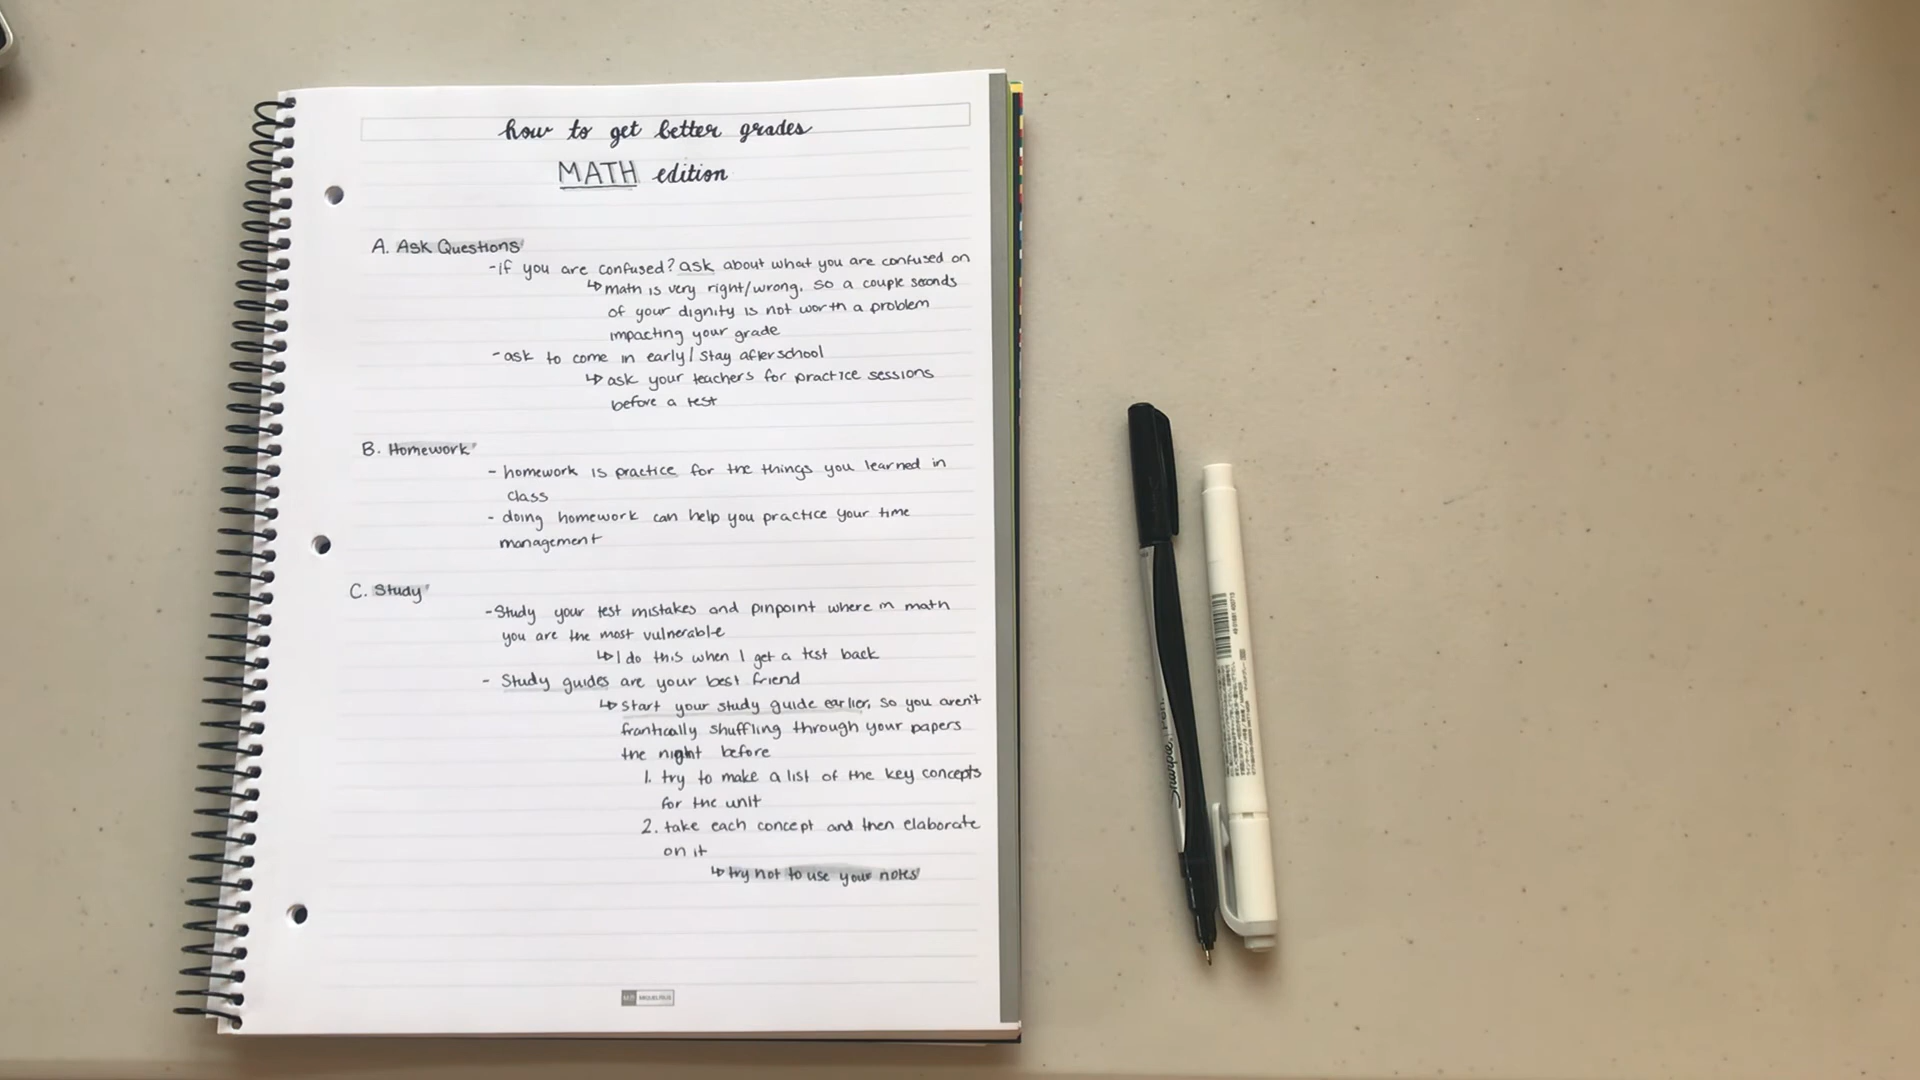 how to get better grades
MATH edition
A. Ask Questions
-if you are confused? ask about what you are confused on
↳ math is very right/wrong, so a couple seconds
of your dignity is not worth a problem
impacting your grade
- ask to come in early/stay afterschool
↳ ask your teachers for practice sessions
before a test
B. Homework
- homework is practice for the things you learned in
class
- doing homework can help you practice your time
management
C. Study
-Study your test mistakes and pinpoint where in math
you are the most vulnerable
↳ I do this when I get a test back
- Study guides are your best friend
↳ Start your study guide earlier, so you aren't
frantically shuffling through your papers
the night before
1. try to make a list of the key concepts
for the unit
2. take each concept and then elaborate
on it
↳ try not to use your notes
Sharpie. Pen